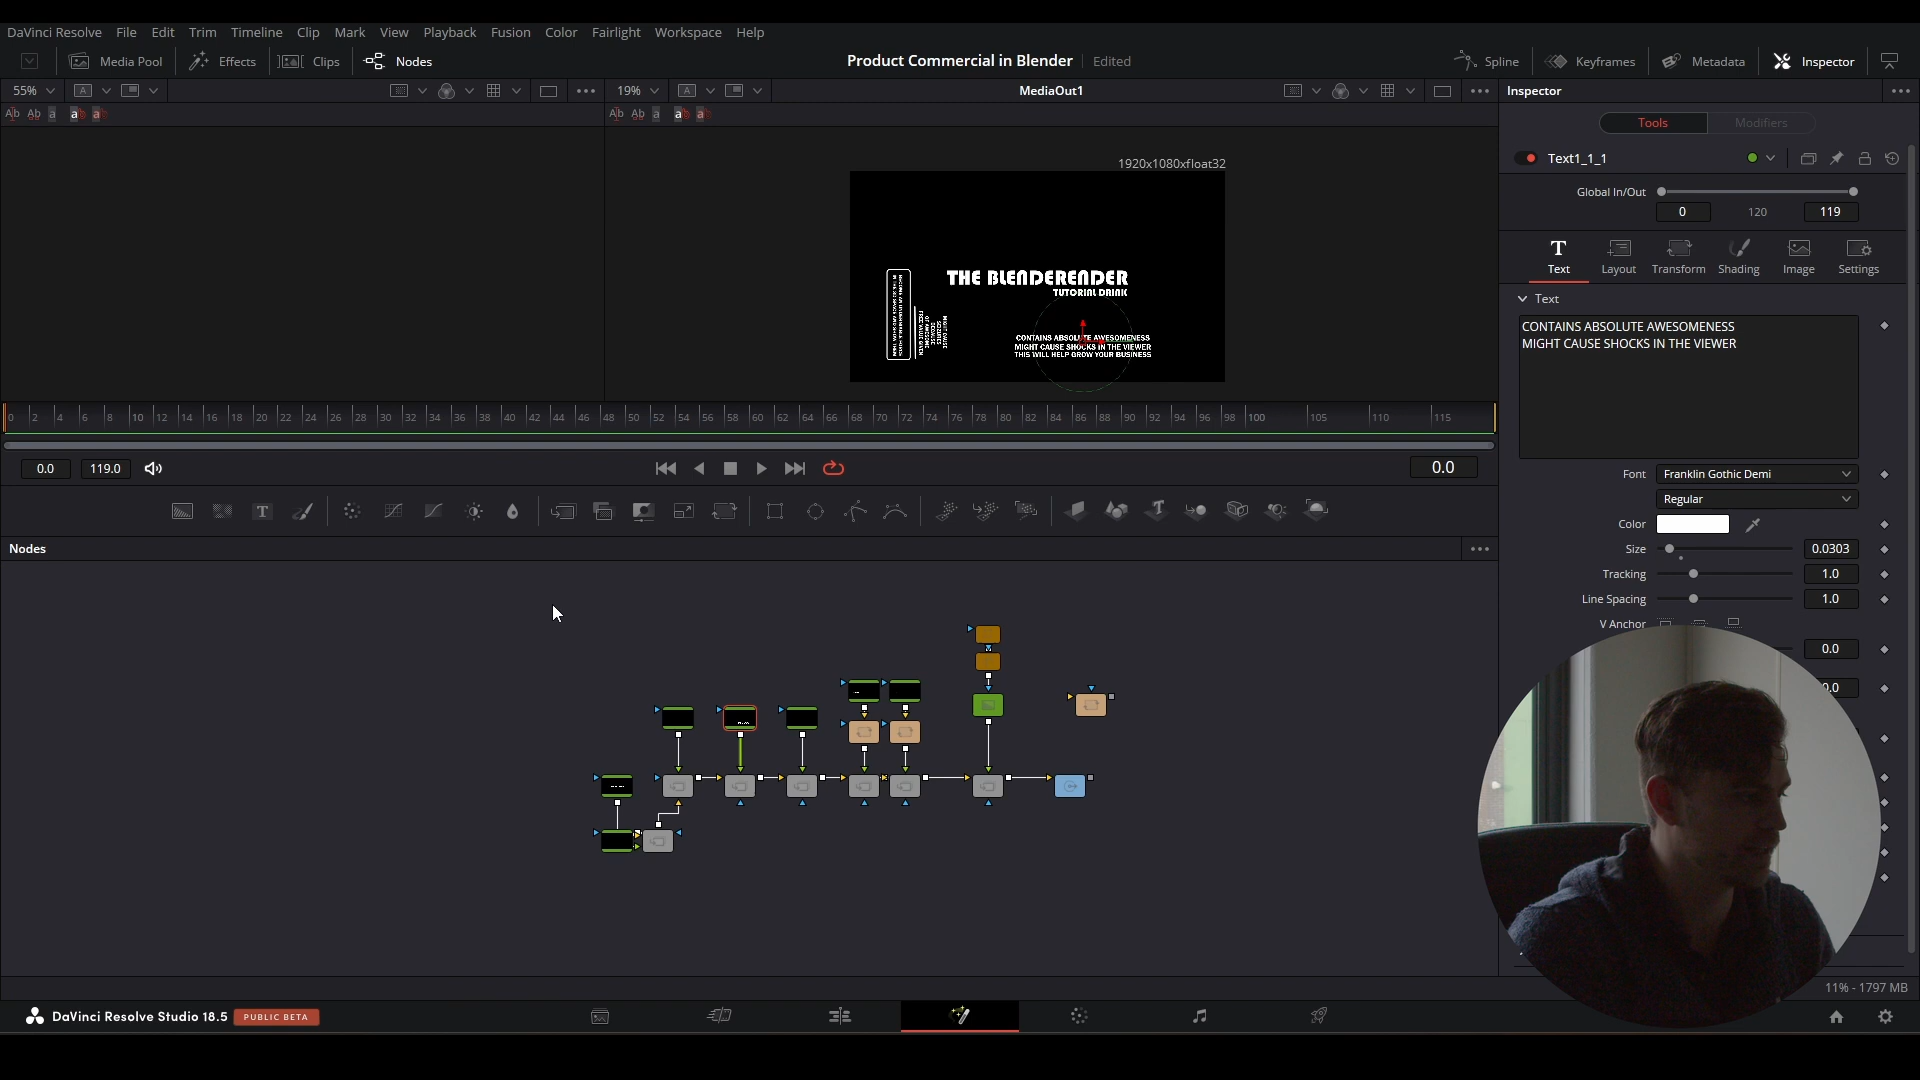 DaVinci Resolve File Edit Trim Timeline Clip Mark View Playback Fusion Color Fairlight Workspace Help
Media Pool Effects Clips Nodes Product Commercial in Blender Edited Spline Keyframes Metadata Inspector
55% A 19% A MediaOut1 Inspector
Ab Ab a a a Ab Ab a a a
Tools Modifiers
1920x1080xfloat32
Text1_1_1
Global In/Out
0 120 119
THE BLENDERENDER
TUTORIAL DRINK
CONTAINS ABSOLUTE AWESOMENESS
MIGHT CAUSE SHOCKS IN THE VIEWER
THIS WILL HELP GROW YOUR BUSINESS
T
Text Layout Transform Shading Image Settings
Text
CONTAINS ABSOLUTE AWESOMENESS
MIGHT CAUSE SHOCKS IN THE VIEWER
0 2 4 6 8 10 12 14 16 18 20 22 24 26 28 30 32 34 36 38 40 42 44 46 48 50 52 54 56 58 60 62 64 66 68 70 72 74 76 78 80 82 84 86 88 90 92 94 96 98 100 105 110 115
0.0 119.0 0.0
Font Franklin Gothic Demi
Regular
Color
Size 0.0303
Tracking 1.0
Line Spacing 1.0
V Anchor
0.0
Nodes
11% - 1797 MB
DaVinci Resolve Studio 18.5 PUBLIC BETA